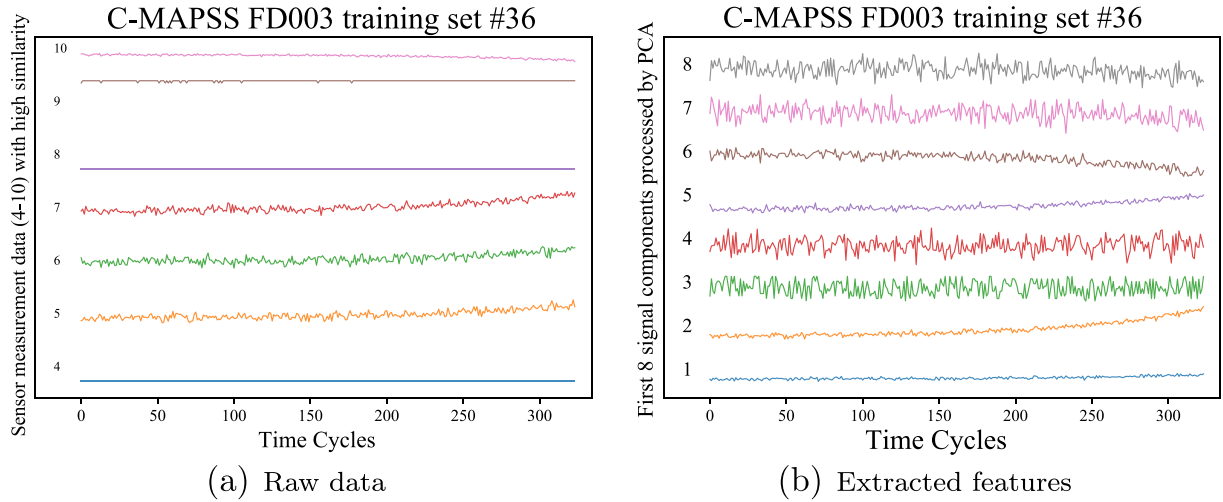 C-MAPSS FD003 training set #36
Sensor measurement data (4–10) with high similarity
10
9
8
7
6
5
4
0 50 100 150 200 250 300
Time Cycles
(a) Raw data
C-MAPSS FD003 training set #36
First 8 signal components processed by PCA
8
7
6
5
4
3
2
1
0 50 100 150 200 250 300
Time Cycles
(b) Extracted features